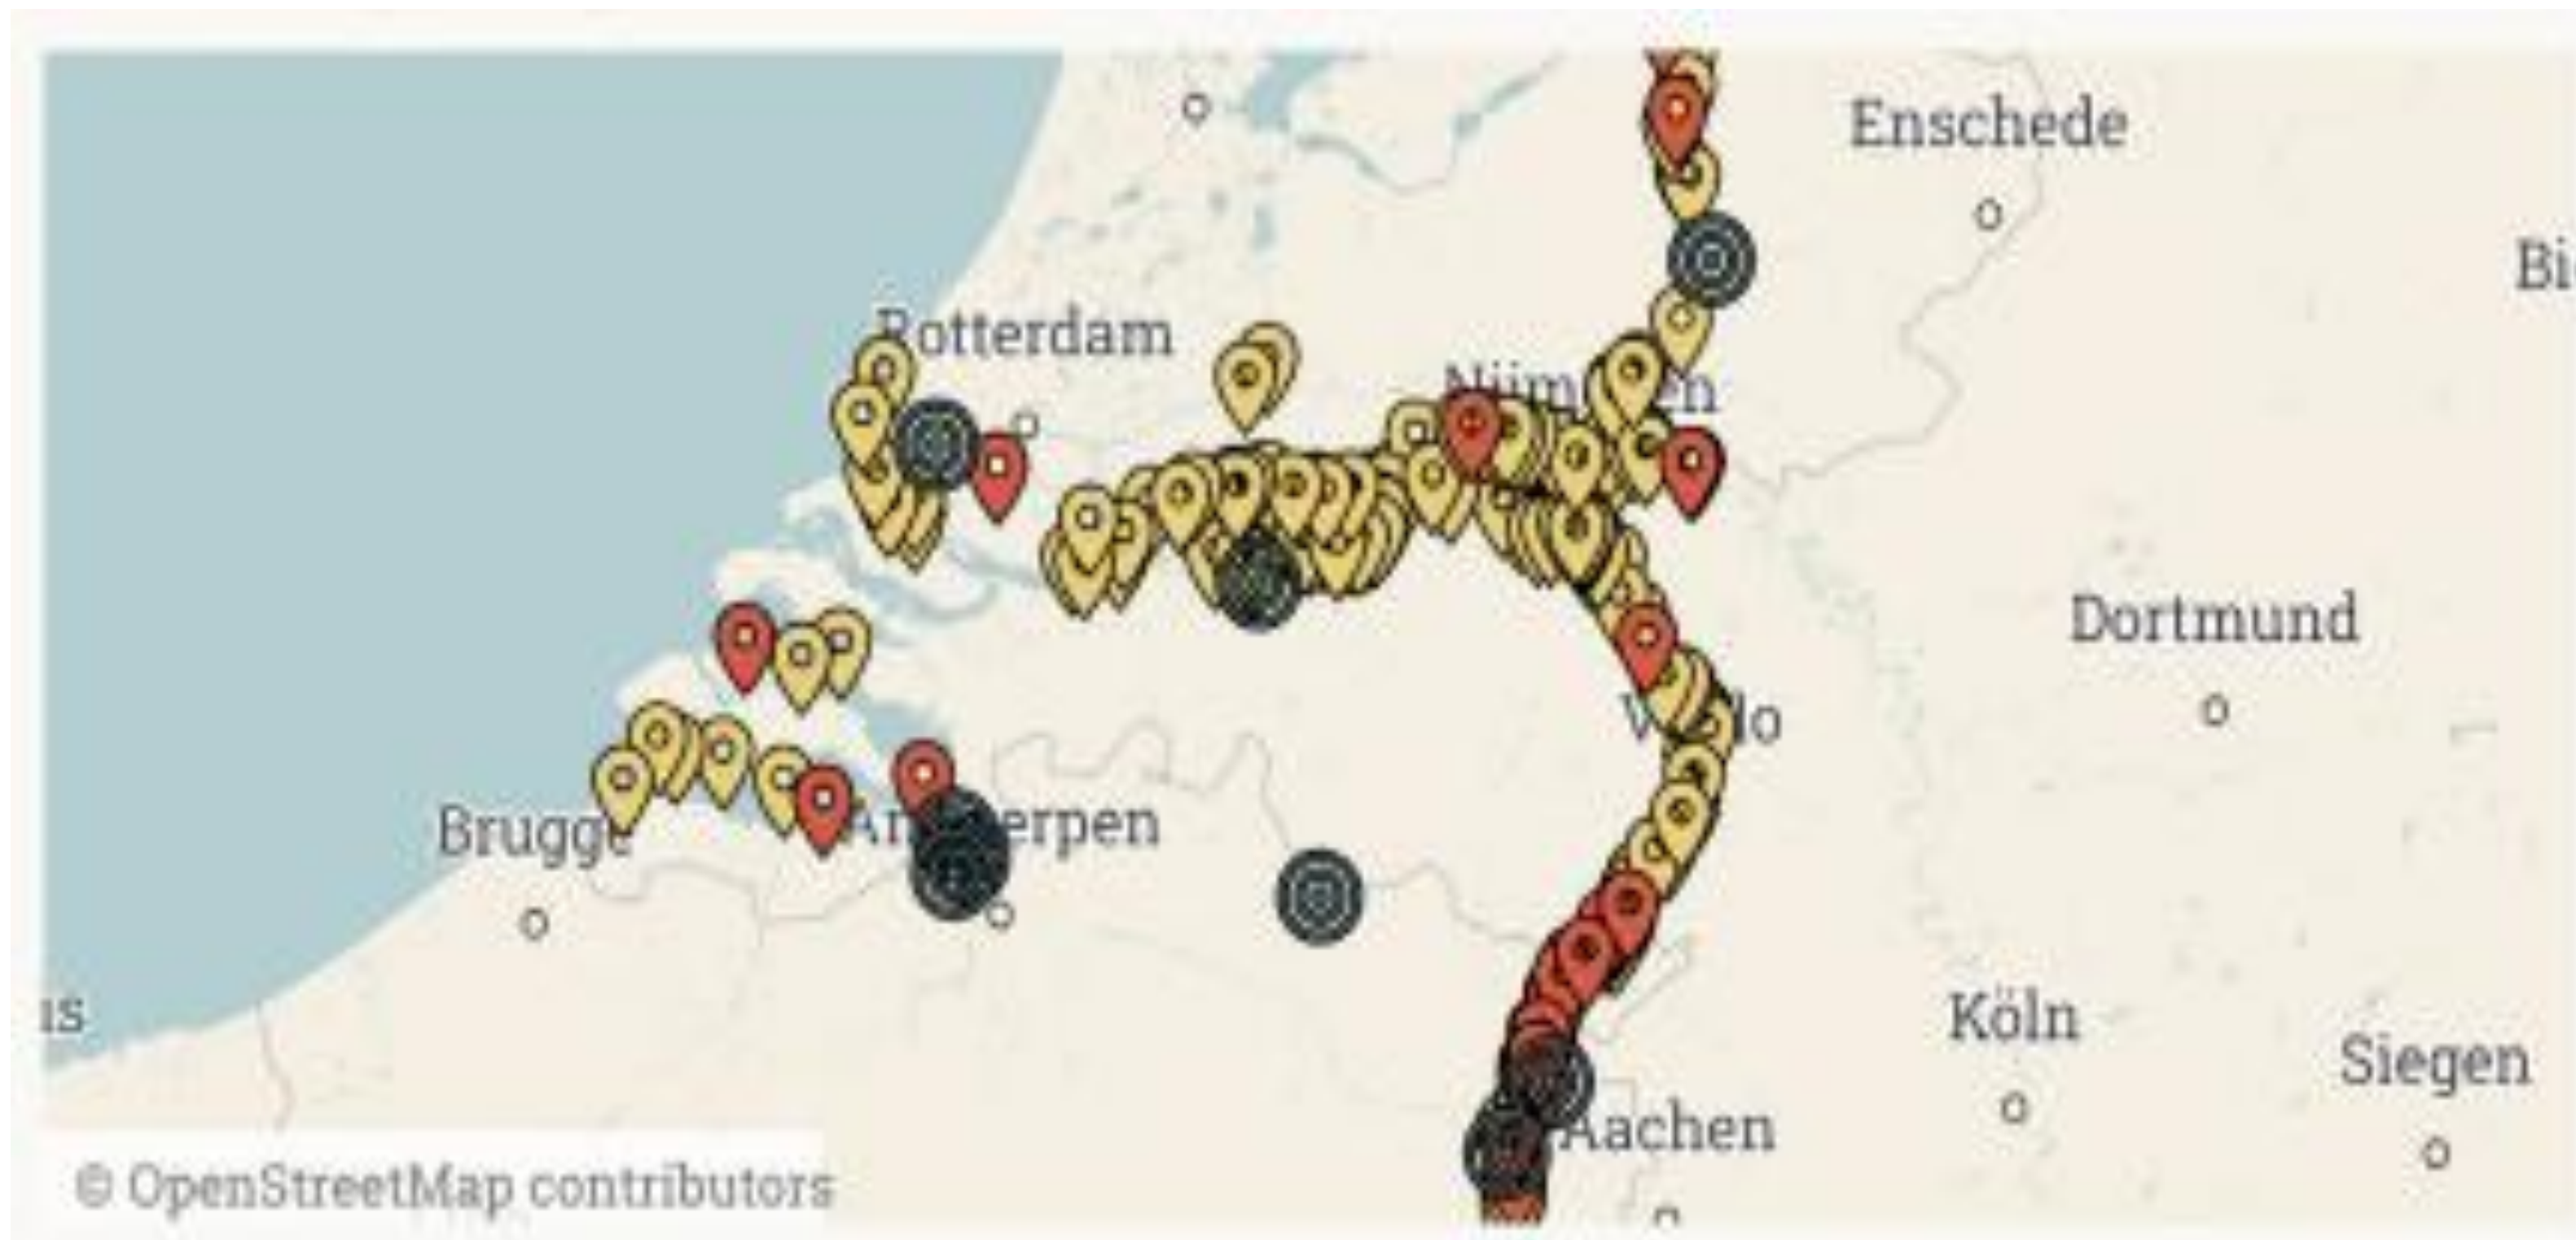 Enschede
Bi
Rotterdam
Dortmund
Brugge
Köln
Siegen
Aachen
© OpenStreetMap contributors